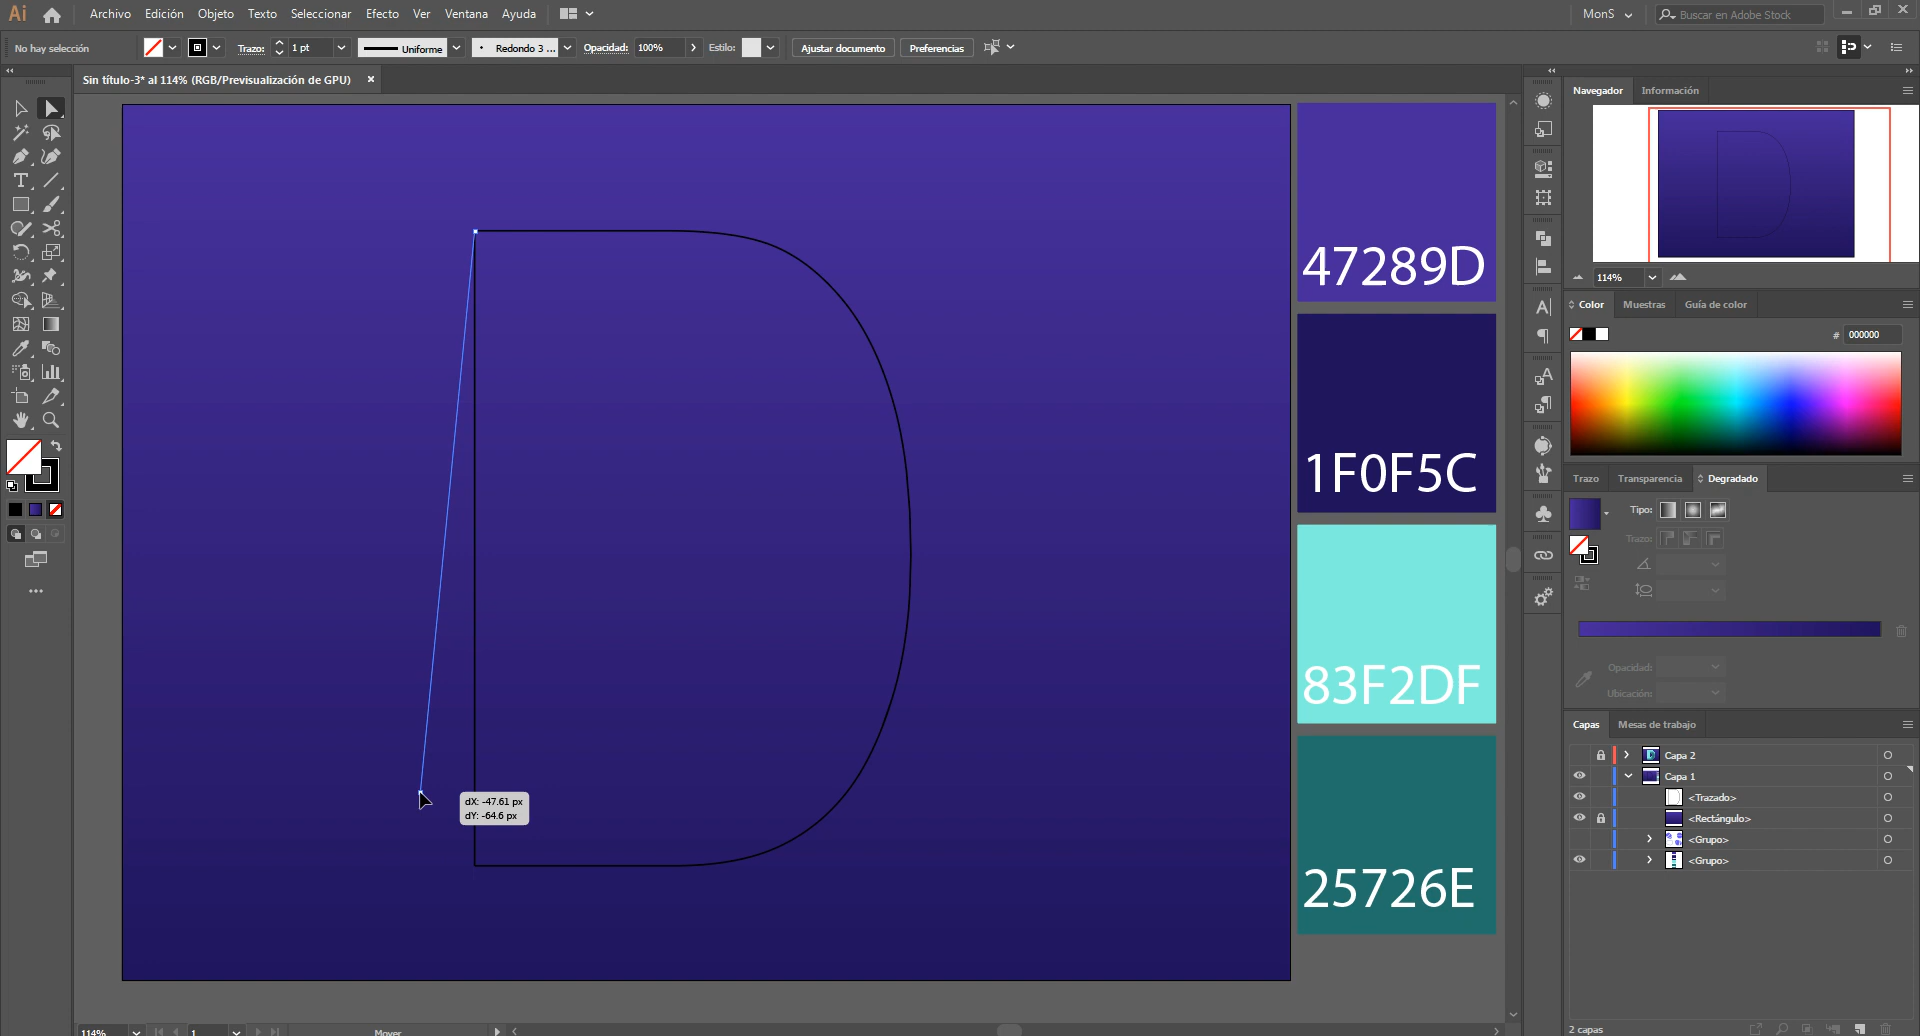 Ai Archivo Edición Objeto Texto Seleccionar Efecto Ver Ventana Ayuda MonS Buscar en Adobe Stock
No hay selección Trazo: 1 pt Uniforme Redondo 3 ... Opacidad: 100% Estilo: Ajustar documento Preferencias
Sin título-3* al 114% (RGB/Previsualización de GPU)
47289D
1F0F5C
83F2DF
25726E
dX: -47.61 px
dY: -64.6 px
Navegador Información
114%
Color Muestras Guía de color
# 000000
Trazo Transparencia Degradado
Tipo:
Trazo:
Opacidad:
Ubicación:
Capas Mesas de trabajo
Capa 2
Capa 1
<Trazado>
<Rectángulo>
<Grupo>
<Grupo>
2 capas
114% 1 Mover